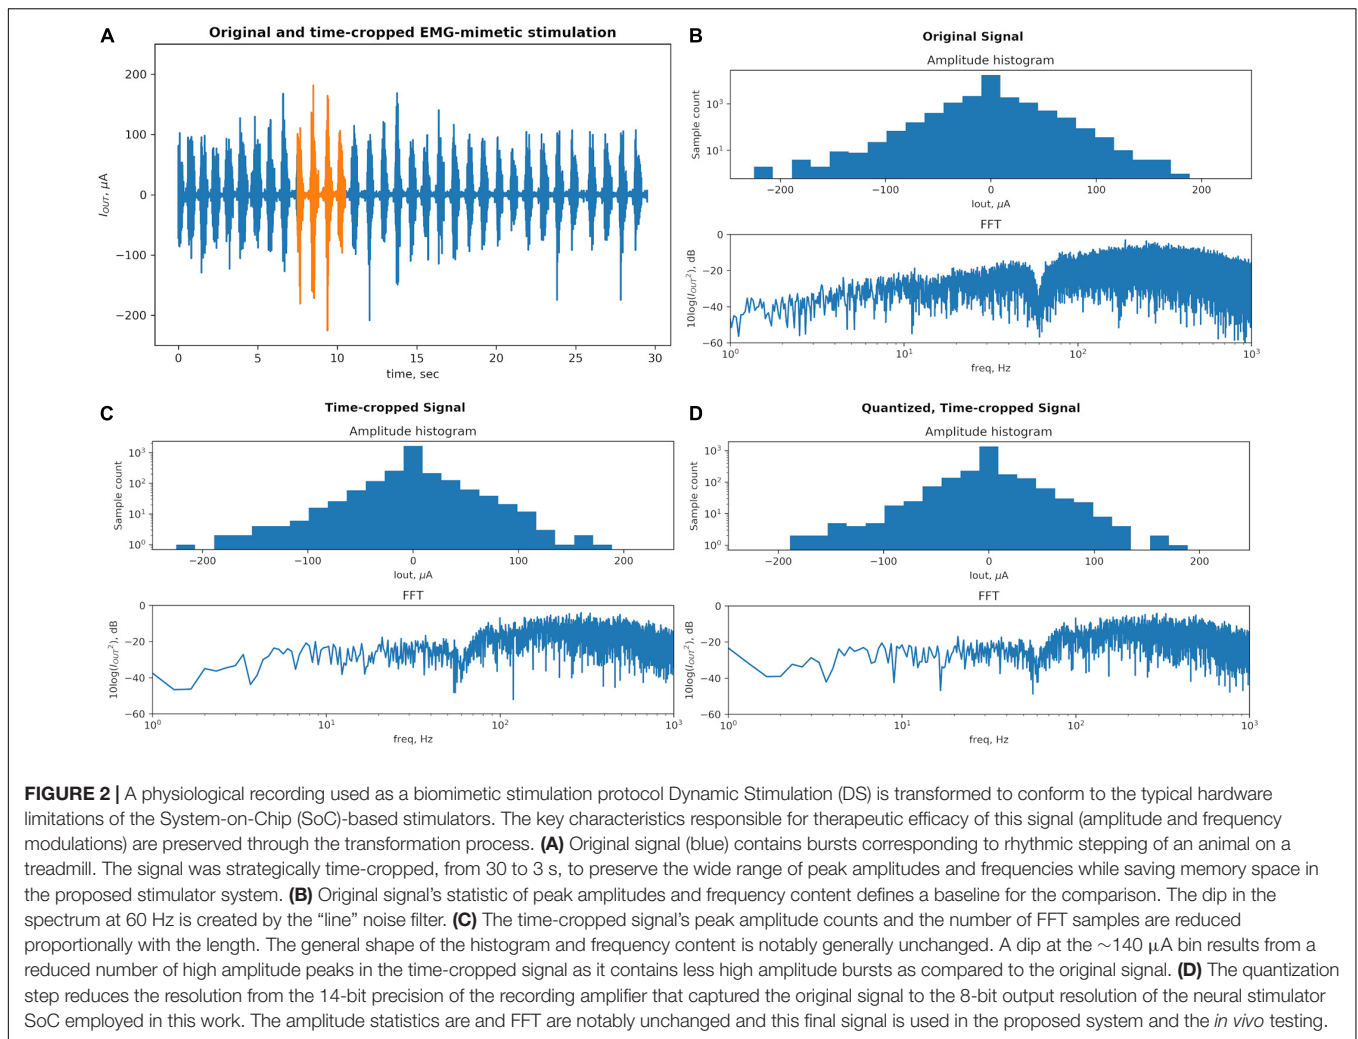 A
Original and time-cropped EMG-mimetic stimulation
200
100
0
−100
−200
I_OUT, μA
0 5 10 15 20 25 30
time, sec
B
Original Signal
Amplitude histogram
10³
10¹
Sample count
−200 −100 0 100 200
Iout, μA
FFT
0
−20
−40
−60
10log(I_OUT²), dB
10⁰ 10¹ 10² 10³
freq, Hz
C
Time-cropped Signal
Amplitude histogram
10³
10²
10¹
10⁰
Sample count
−200 −100 0 100 200
Iout, μA
FFT
0
−20
−40
−60
10log(I_OUT²), dB
10⁰ 10¹ 10² 10³
freq, Hz
D
Quantized, Time-cropped Signal
Amplitude histogram
10³
10²
10¹
10⁰
Sample count
−200 −100 0 100 200
Iout, μA
FFT
0
−20
−40
−60
10log(I_OUT²), dB
10⁰ 10¹ 10² 10³
freq, Hz
FIGURE 2 | A physiological recording used as a biomimetic stimulation protocol Dynamic Stimulation (DS) is transformed to conform to the typical hardware
limitations of the System-on-Chip (SoC)-based stimulators. The key characteristics responsible for therapeutic efficacy of this signal (amplitude and frequency
modulations) are preserved through the transformation process. (A) Original signal (blue) contains bursts corresponding to rhythmic stepping of an animal on a
treadmill. The signal was strategically time-cropped, from 30 to 3 s, to preserve the wide range of peak amplitudes and frequencies while saving memory space in
the proposed stimulator system. (B) Original signal's statistic of peak amplitudes and frequency content defines a baseline for the comparison. The dip in the
spectrum at 60 Hz is created by the "line" noise filter. (C) The time-cropped signal's peak amplitude counts and the number of FFT samples are reduced
proportionally with the length. The general shape of the histogram and frequency content is notably generally unchanged. A dip at the ∼140 μA bin results from a
reduced number of high amplitude peaks in the time-cropped signal as it contains less high amplitude bursts as compared to the original signal. (D) The quantization
step reduces the resolution from the 14-bit precision of the recording amplifier that captured the original signal to the 8-bit output resolution of the neural stimulator
SoC employed in this work. The amplitude statistics are and FFT are notably unchanged and this final signal is used in the proposed system and the in vivo testing.